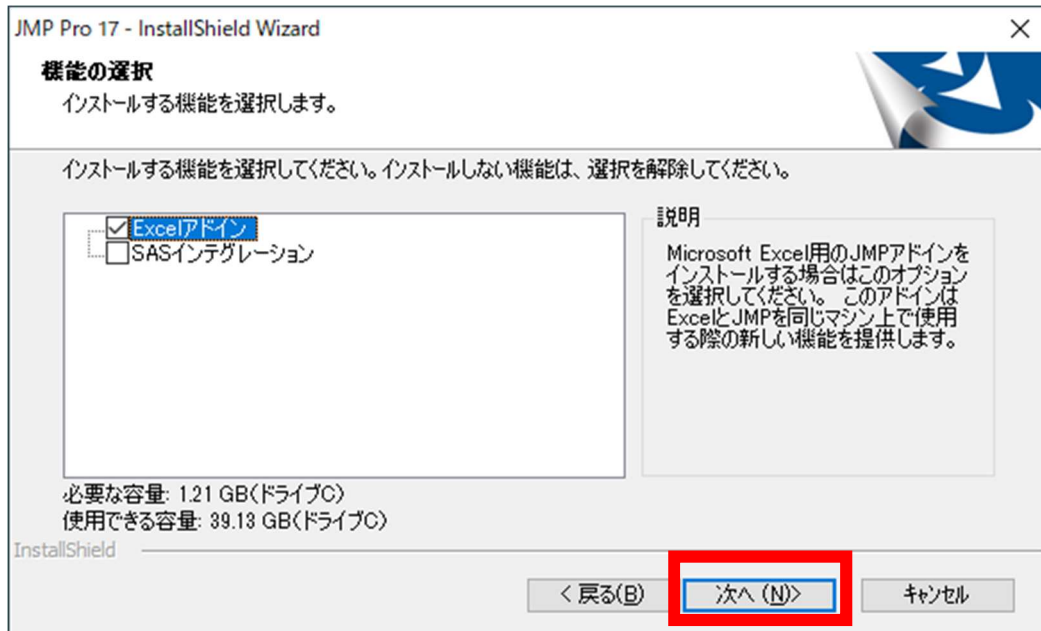 JMP Pro 17 - InstallShield Wizard
機能の選択
インストールする機能を選択します。
インストールする機能を選択してください。インストールしない機能は、選択を解除してください。
Excelアドイン
SASインテグレーション
説明
Microsoft Excel用のJMPアドインを
インストールする場合はこのオプション
を選択してください。 このアドインは
ExcelとJMPを同じマシン上で使用
する際の新しい機能を提供します。
必要な容量: 1.21 GB(ドライブC)
使用できる容量: 39.13 GB(ドライブC)
InstallShield
< 戻る(B)
次へ (N)>
キャンセル